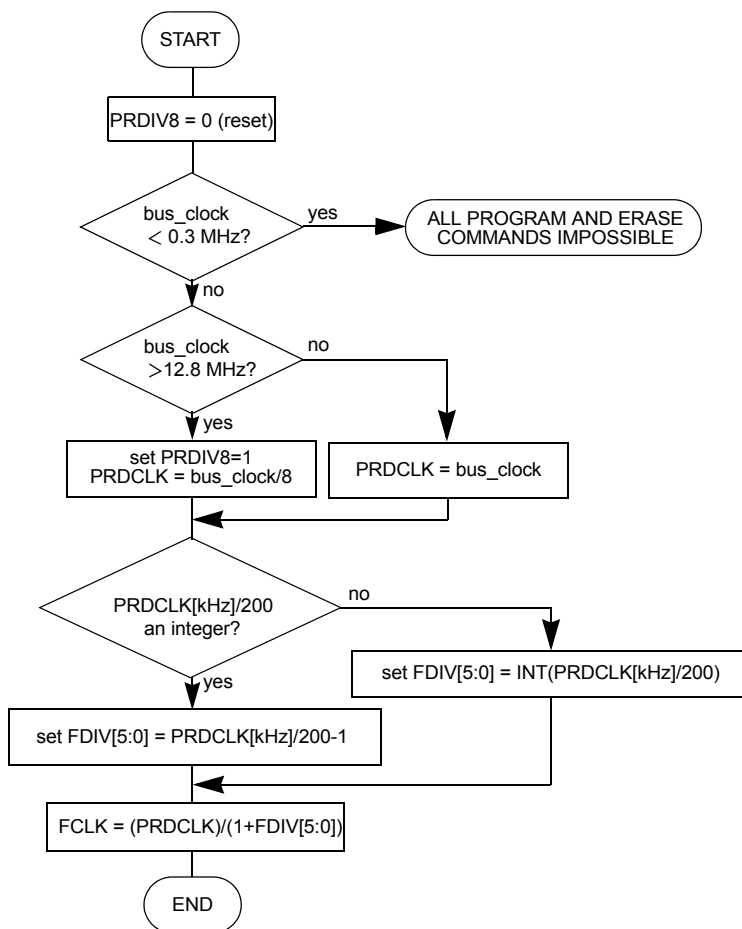 START
PRDIV8 = 0 (reset)
bus_clock
< 0.3 MHz?
yes
ALL PROGRAM AND ERASE
COMMANDS IMPOSSIBLE
no
bus_clock
>12.8 MHz?
no
yes
set PRDIV8=1
PRDCLK = bus_clock/8
PRDCLK = bus_clock
PRDCLK[kHz]/200
an integer?
no
set FDIV[5:0] = INT(PRDCLK[kHz]/200)
yes
set FDIV[5:0] = PRDCLK[kHz]/200-1
FCLK = (PRDCLK)/(1+FDIV[5:0])
END